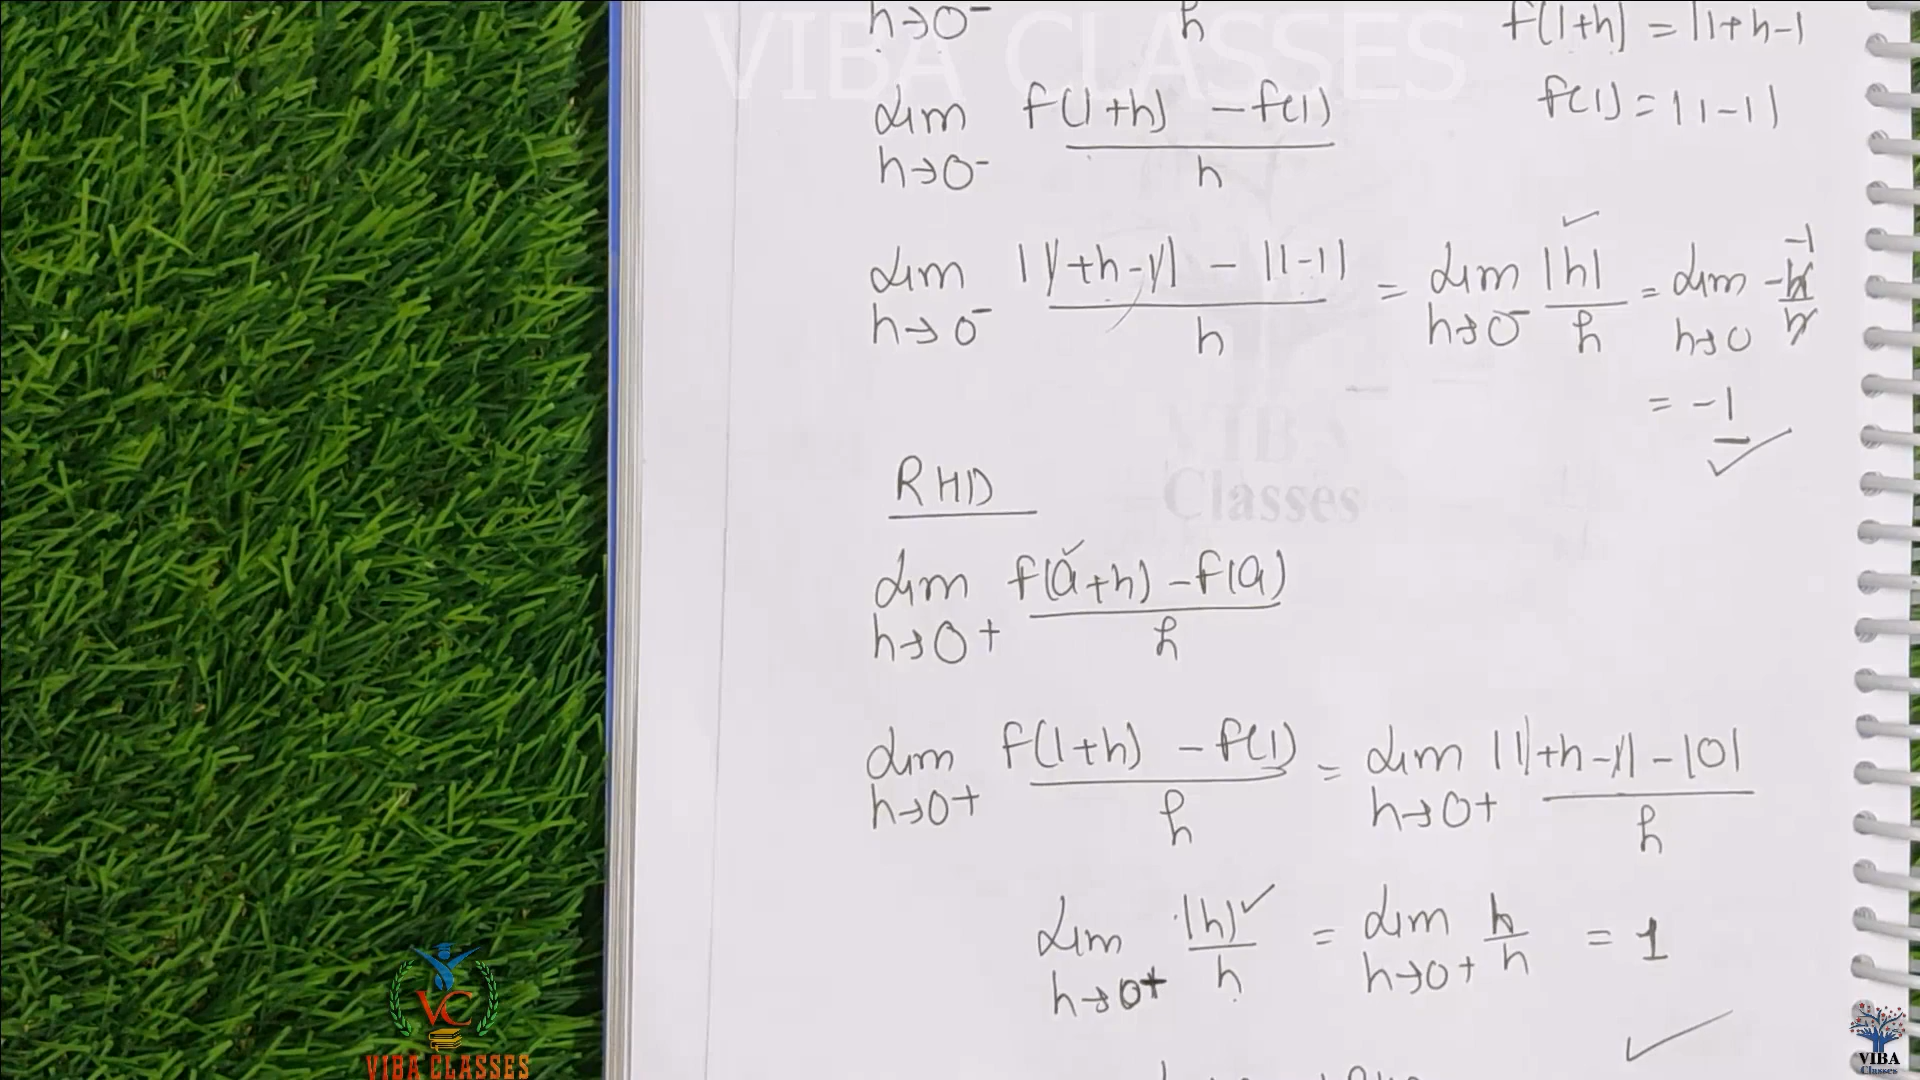 VIBA CLASSES
h→0⁻ h f(1+h) = |1+h-1
lim h→0⁻ f(1+h) - f(1) / h f(1) = |1-1|
lim h→0⁻ |1+h-1| - |1-1| / h = lim h→0⁻ |h| / h = lim h→0 -h / h -1
= -1
VIBA
Classes
RHD
lim h→0+ f(a+h) - f(a) / h
lim h→0+ f(1+h) - f(1) / h = lim h→0+ |1+h-1| - |0| / h
lim h→0+ |h| / h = lim h→0+ h / h = 1
VC
VIBA CLASSES
VIBA
Classes